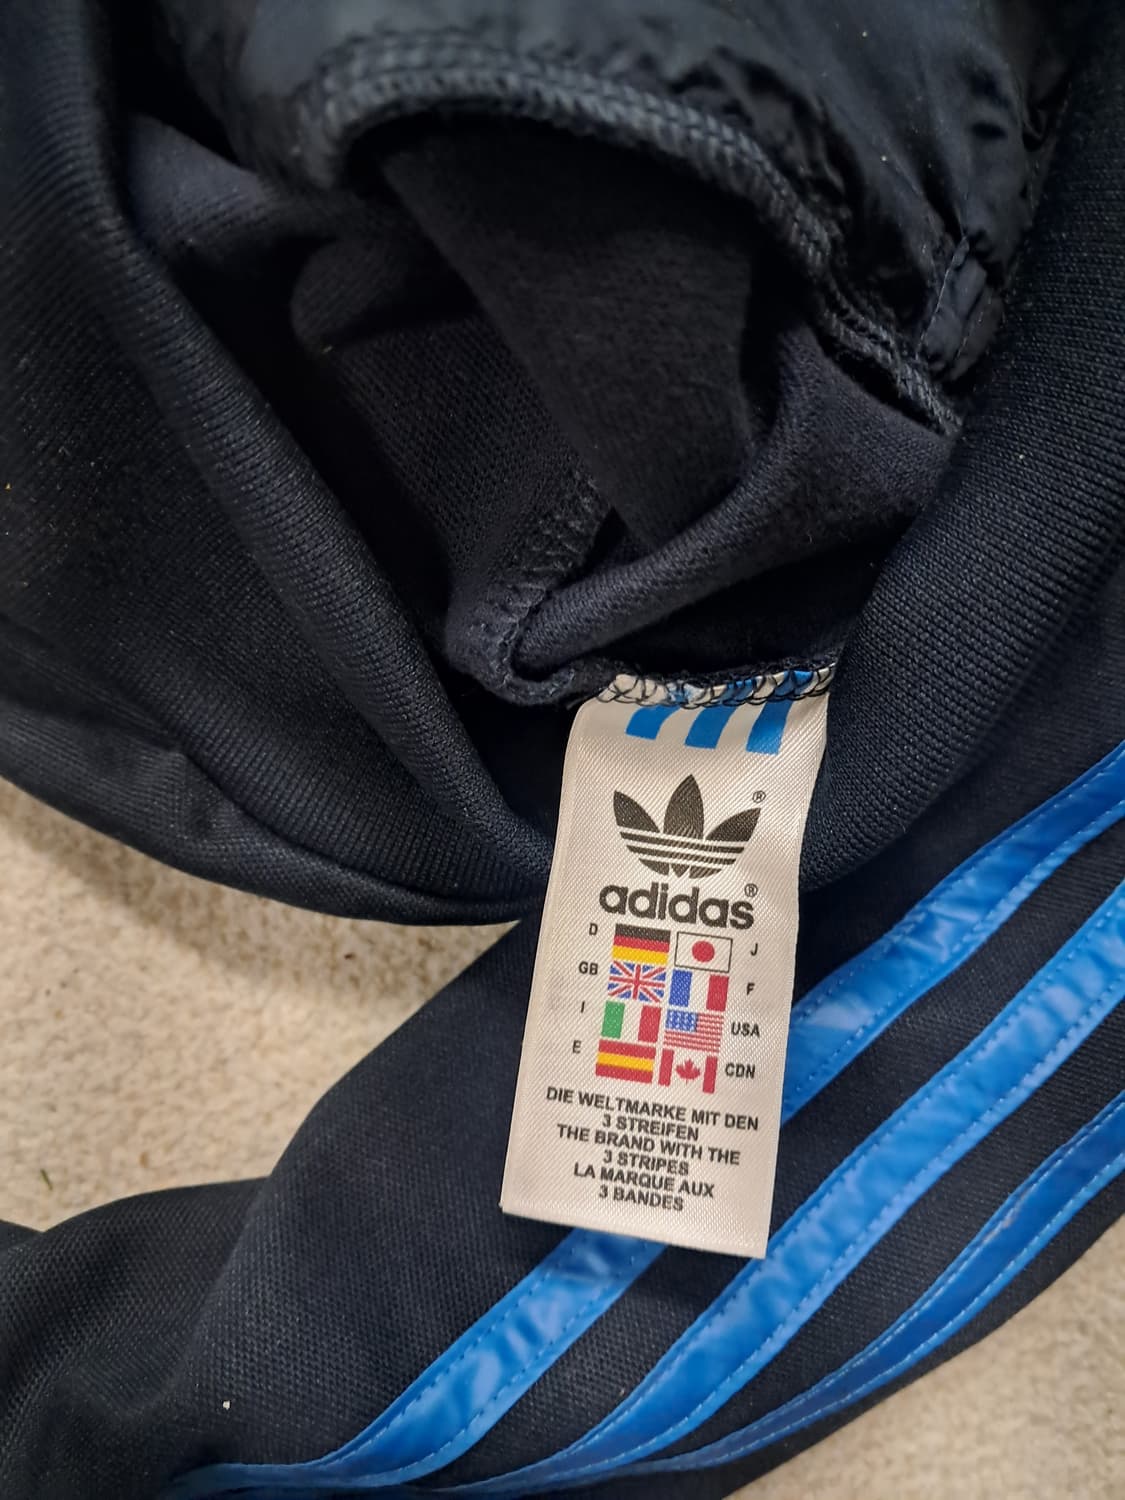 ®
adidas®
D J
GB F
I USA
E CDN
DIE WELTMARKE MIT DEN
3 STREIFEN
THE BRAND WITH THE
3 STRIPES
LA MARQUE AUX
3 BANDES